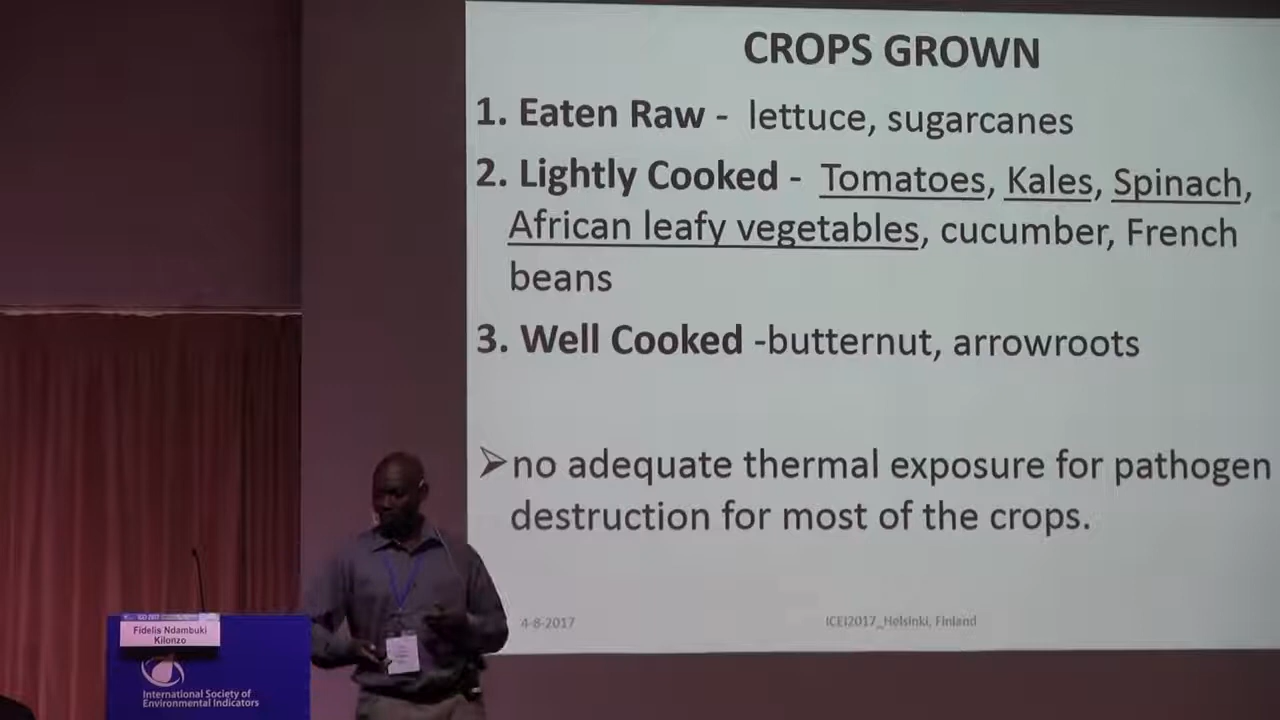 CROPS GROWN
1. Eaten Raw - lettuce, sugarcanes
2. Lightly Cooked - Tomatoes, Kales, Spinach,
African leafy vegetables, cucumber, French
beans
3. Well Cooked -butternut, arrowroots
➢no adequate thermal exposure for pathogen
destruction for most of the crops.
4-8-2017
ICEI2017_Helsinki, Finland
Fidelis Ndambuki
Kilonzo
International Society of
Environmental Indicators